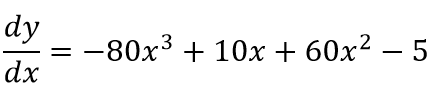 dy/dx = −80x³ + 10x + 60x² − 5